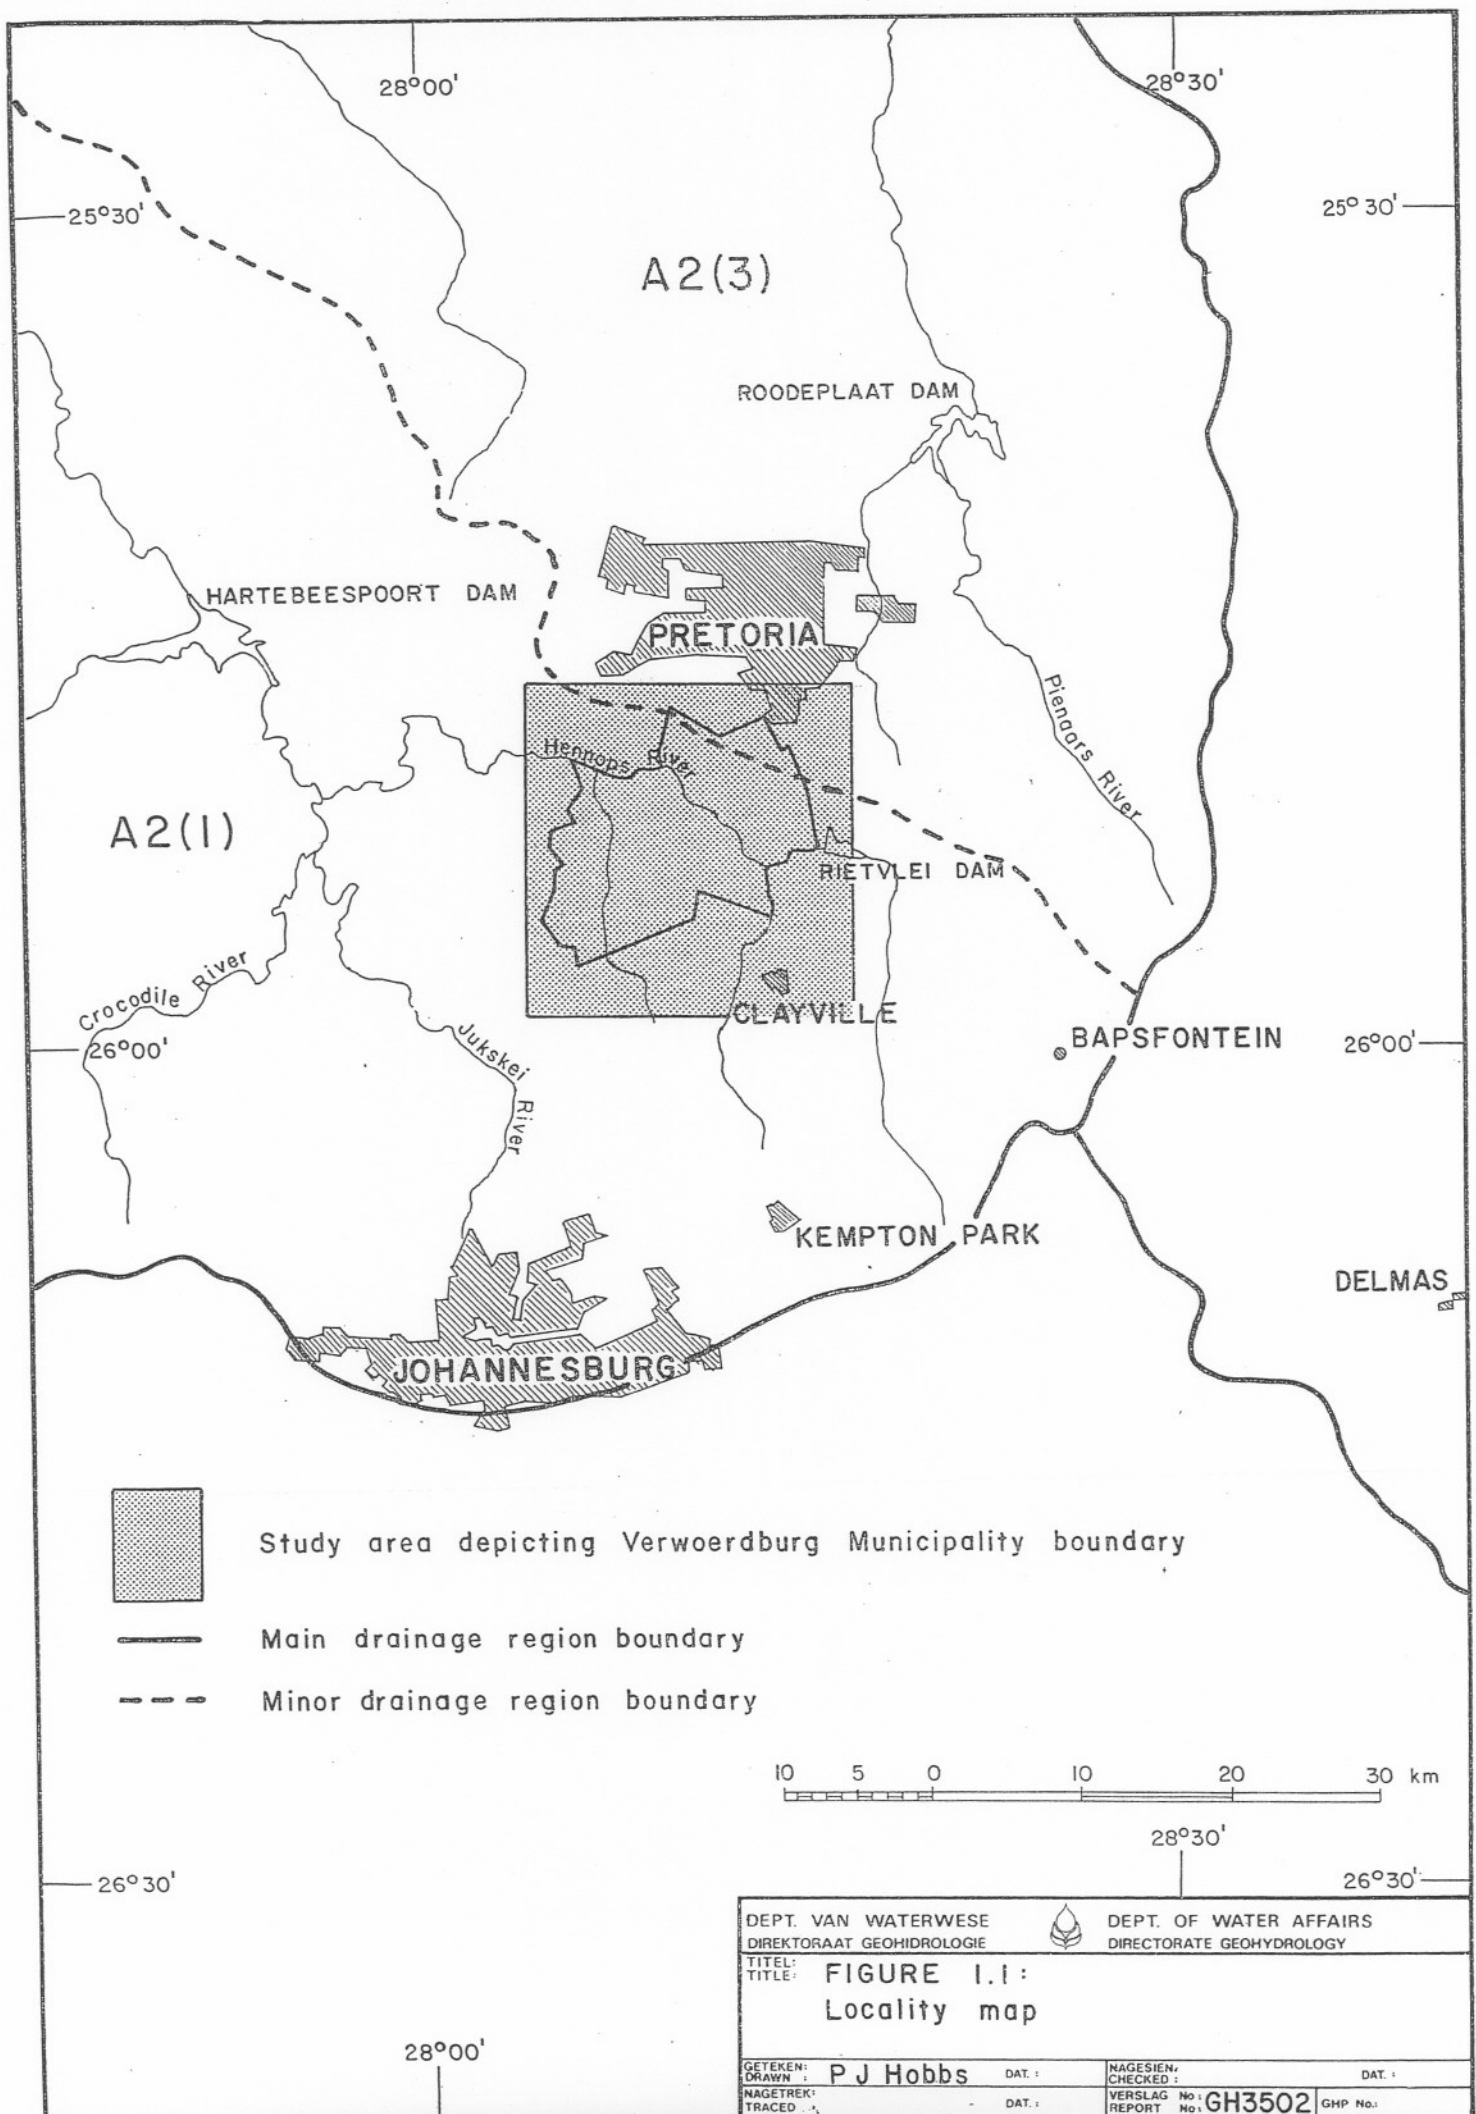 28°00'
28°30'
25°30'
25°30'
A2(3)
ROODEPLAAT DAM
HARTEBEESPOORT DAM
PRETORIA
Pienaars River
Hennops River
A2(1)
RIETVLEI DAM
Crocodile River
CLAYVILLE
Jukskei River
BAPSFONTEIN
26°00'
26°00'
KEMPTON PARK
DELMAS
JOHANNESBURG
Study area depicting Verwoerdburg Municipality boundary
Main drainage region boundary
Minor drainage region boundary
10 5 0 10 20 30 km
28°30'
26°30'
26°30'
DEPT. VAN WATERWESE
DIREKTORAAT GEOHIDROLOGIE
DEPT. OF WATER AFFAIRS
DIRECTORATE GEOHYDROLOGY
TITEL:
TITLE:
FIGURE 1.1:
Locality map
28°00'
GETEKEN:
DRAWN :
P J Hobbs
DAT. :
NAGESIEN:
CHECKED :
DAT. :
NAGETREK:
TRACED
DAT. :
VERSLAG No:
REPORT No:
GH3502
GHP No.: